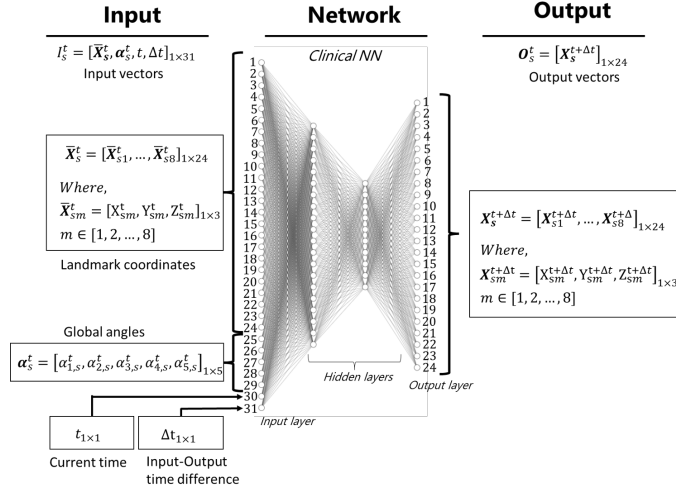 Input
Network
Output
I_s^t = [X̅_s^t, α_s^t, t, Δt]_{1×31}
Input vectors
Clinical NN
O_s^t = [X_s^{t+Δt}]_{1×24}
Output vectors
X̅_s^t = [X̅_{s1}^t, …, X̅_{s8}^t]_{1×24}
Where,
X̅_{sm}^t = [X_{sm}^t, Y_{sm}^t, Z_{sm}^t]_{1×3}
m ∈ [1, 2, …, 8]
Landmark coordinates
Global angles
α_s^t = [α_{1,s}^t, α_{2,s}^t, α_{3,s}^t, α_{4,s}^t, α_{5,s}^t]_{1×5}
t_{1×1}
Current time
Δt_{1×1}
Input-Output
time difference
1
2
3
4
5
6
7
8
9
10
11
12
13
14
15
16
17
18
19
20
21
22
23
24
25
26
27
28
29
30
31
Input layer
Hidden layers
1
2
3
4
5
6
7
8
9
10
11
12
13
14
15
16
17
18
19
20
21
22
23
24
Output layer
X_s^{t+Δt} = [X_{s1}^{t+Δt}, …, X_{s8}^{t+Δ}]_{1×24}
Where,
X_{sm}^{t+Δt} = [X_{sm}^{t+Δt}, Y_{sm}^{t+Δt}, Z_{sm}^{t+Δt}]_{1×3}
m ∈ [1, 2, …, 8]